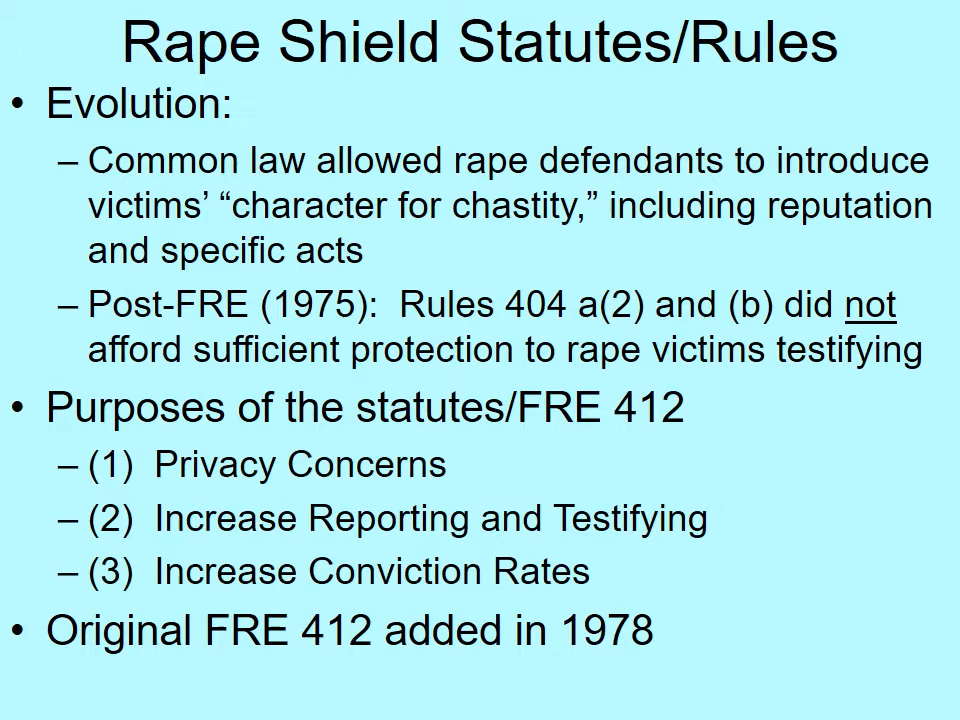 Rape Shield Statutes/Rules
• Evolution:
– Common law allowed rape defendants to introduce
victims’ “character for chastity,” including reputation
and specific acts
– Post-FRE (1975):  Rules 404 a(2) and (b) did not
afford sufficient protection to rape victims testifying
• Purposes of the statutes/FRE 412
– (1)  Privacy Concerns
– (2)  Increase Reporting and Testifying
– (3)  Increase Conviction Rates
• Original FRE 412 added in 1978